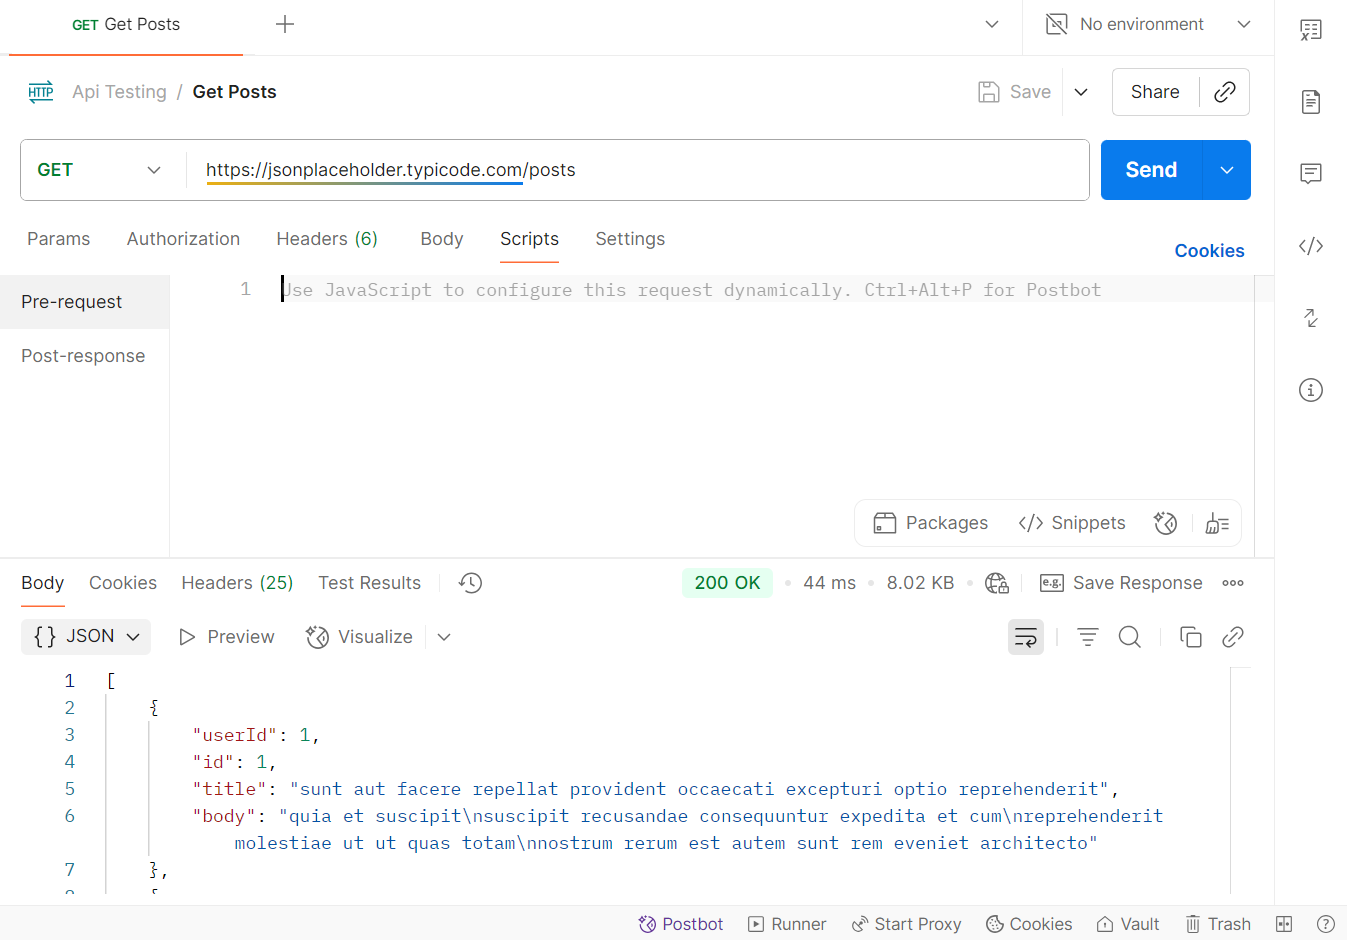 GET Get Posts
No environment
HTTP Api Testing / Get Posts
Save
Share
GET https://jsonplaceholder.typicode.com/posts
Send
Params Authorization Headers (6) Body Scripts Settings
Cookies
Pre-request
Post-response
1 Use JavaScript to configure this request dynamically. Ctrl+Alt+P for Postbot
Packages </> Snippets
Body Cookies Headers (25) Test Results
200 OK • 44 ms • 8.02 KB • e.g. Save Response
{} JSON Preview Visualize
1 [
2 {
3 "userId": 1,
4 "id": 1,
5 "title": "sunt aut facere repellat provident occaecati excepturi optio reprehenderit",
6 "body": "quia et suscipit\nsuscipit recusandae consequuntur expedita et cum\nreprehenderit
molestiae ut ut quas totam\nnostrum rerum est autem sunt rem eveniet architecto"
7 },
Postbot Runner Start Proxy Cookies Vault Trash